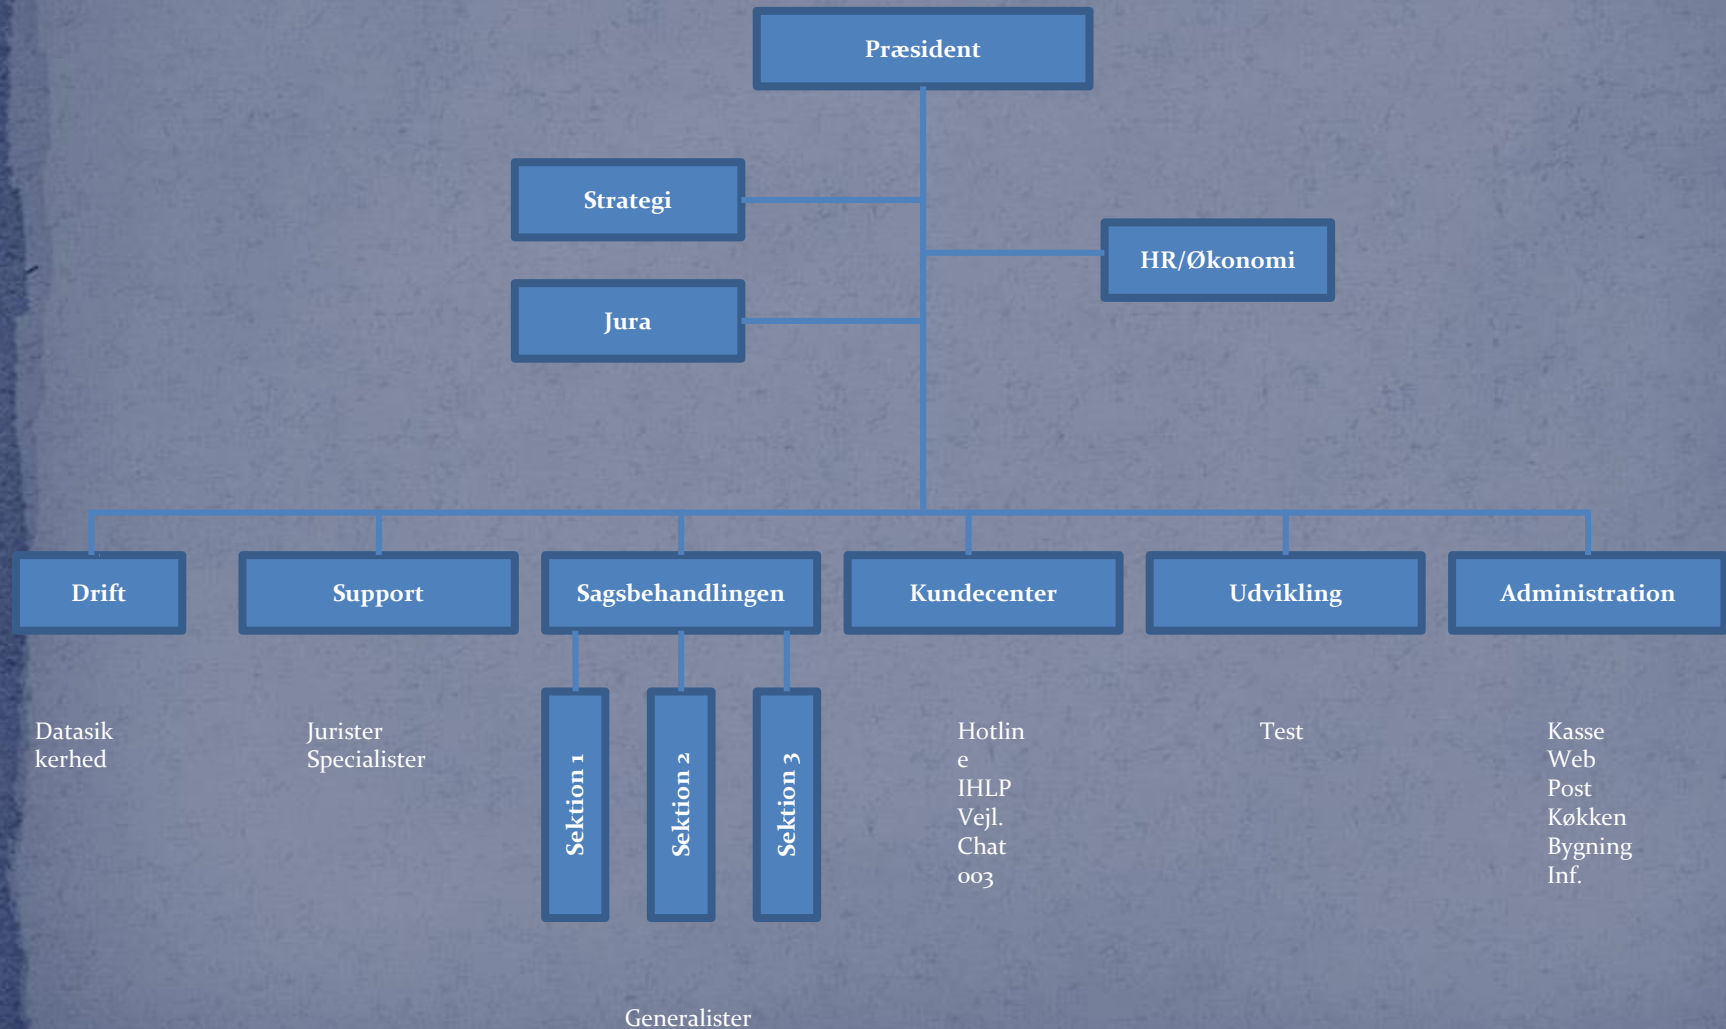 Præsident
Strategi
HR/Økonomi
Jura
Drift
Support
Sagsbehandlingen
Kundecenter
Udvikling
Administration
Datasik
kerhed
Jurister
Specialister
Sektion 1
Sektion 2
Sektion 3
Generalister
Hotlin
e
IHLP
Vejl.
Chat
003
Test
Kasse
Web
Post
Køkken
Bygning
Inf.